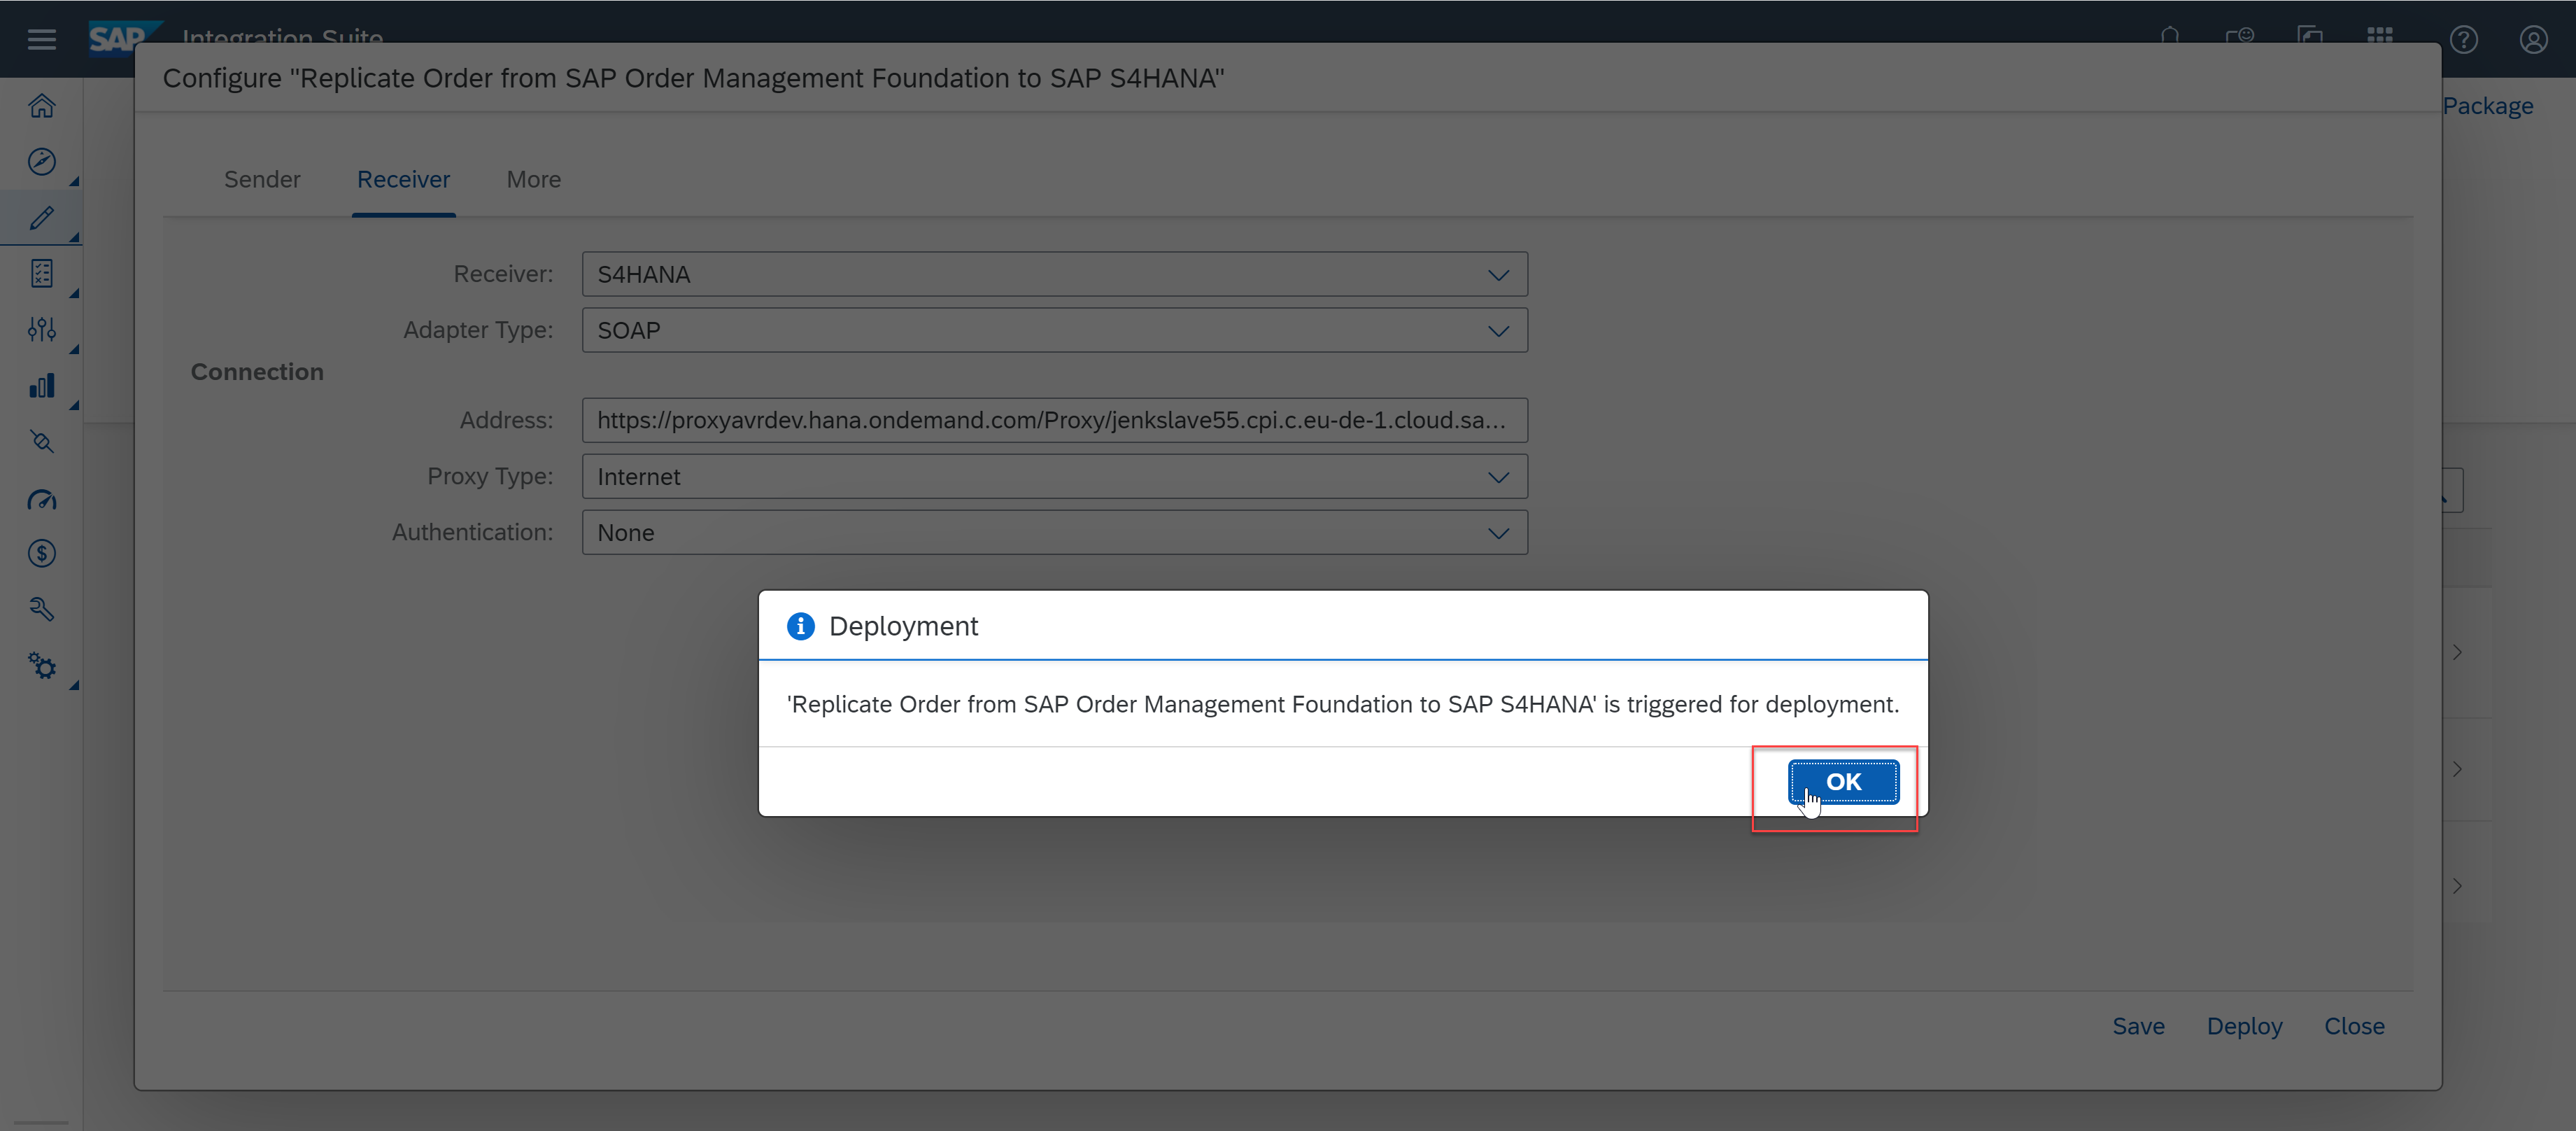 SAP Integration Suite
Configure "Replicate Order from SAP Order Management Foundation to SAP S4HANA"
Package
Sender Receiver More
Receiver: S4HANA
Adapter Type: SOAP
Connection
Address: https://proxyavrdev.hana.ondemand.com/Proxy/jenkslave55.cpi.c.eu-de-1.cloud.sa...
Proxy Type: Internet
Authentication: None
Deployment
'Replicate Order from SAP Order Management Foundation to SAP S4HANA' is triggered for deployment.
OK
Save Deploy Close